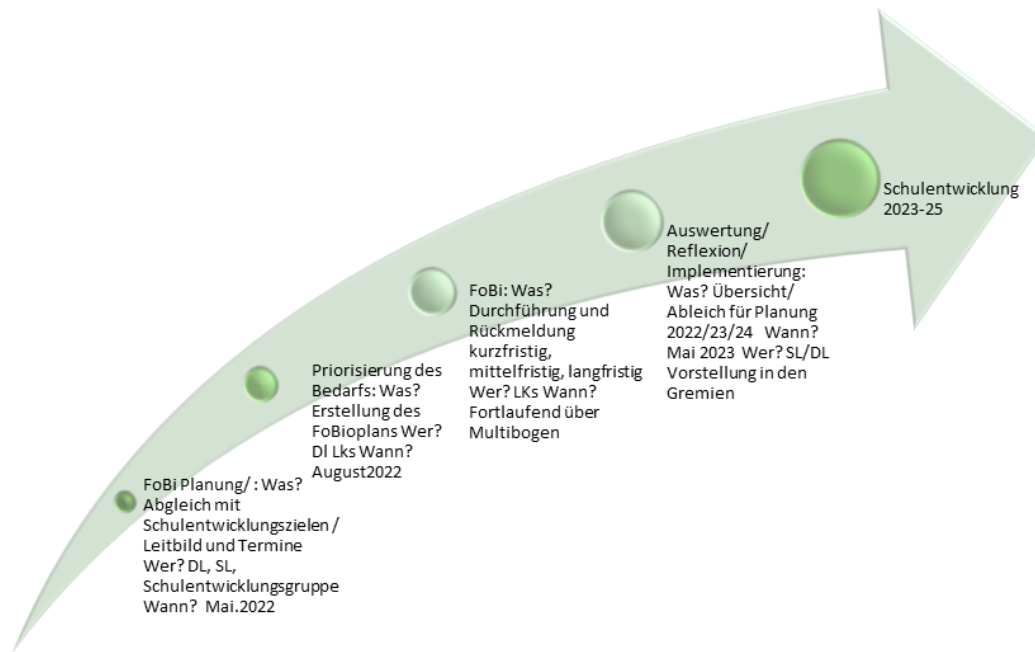 FoBi Planung/ : Was?
Abgleich mit
Schulentwicklungszielen /
Leitbild und Termine
Wer? DL, SL,
Schulentwicklungsgruppe
Wann? Mai.2022
Priorisierung des
Bedarfs: Was?
Erstellung des
FoBioplans Wer?
Dl Lks Wann?
August2022
FoBi: Was?
Durchführung und
Rückmeldung
kurzfristig,
mittelfristig, langfristig
Wer? LKs Wann?
Fortlaufend über
Multibogen
Auswertung/
Reflexion/
Implementierung:
Was? Übersicht/
Ableich für Planung
2022/23/24 Wann?
Mai 2023 Wer? SL/DL
Vorstellung in den
Gremien
Schulentwicklung
2023-25